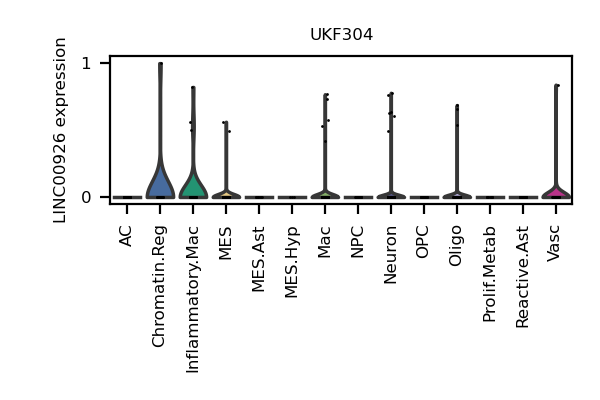 UKF304
LINC00926 expression
1
0
AC
Chromatin.Reg
Inflammatory.Mac
MES
MES.Ast
MES.Hyp
Mac
NPC
Neuron
OPC
Oligo
Prolif.Metab
Reactive.Ast
Vasc